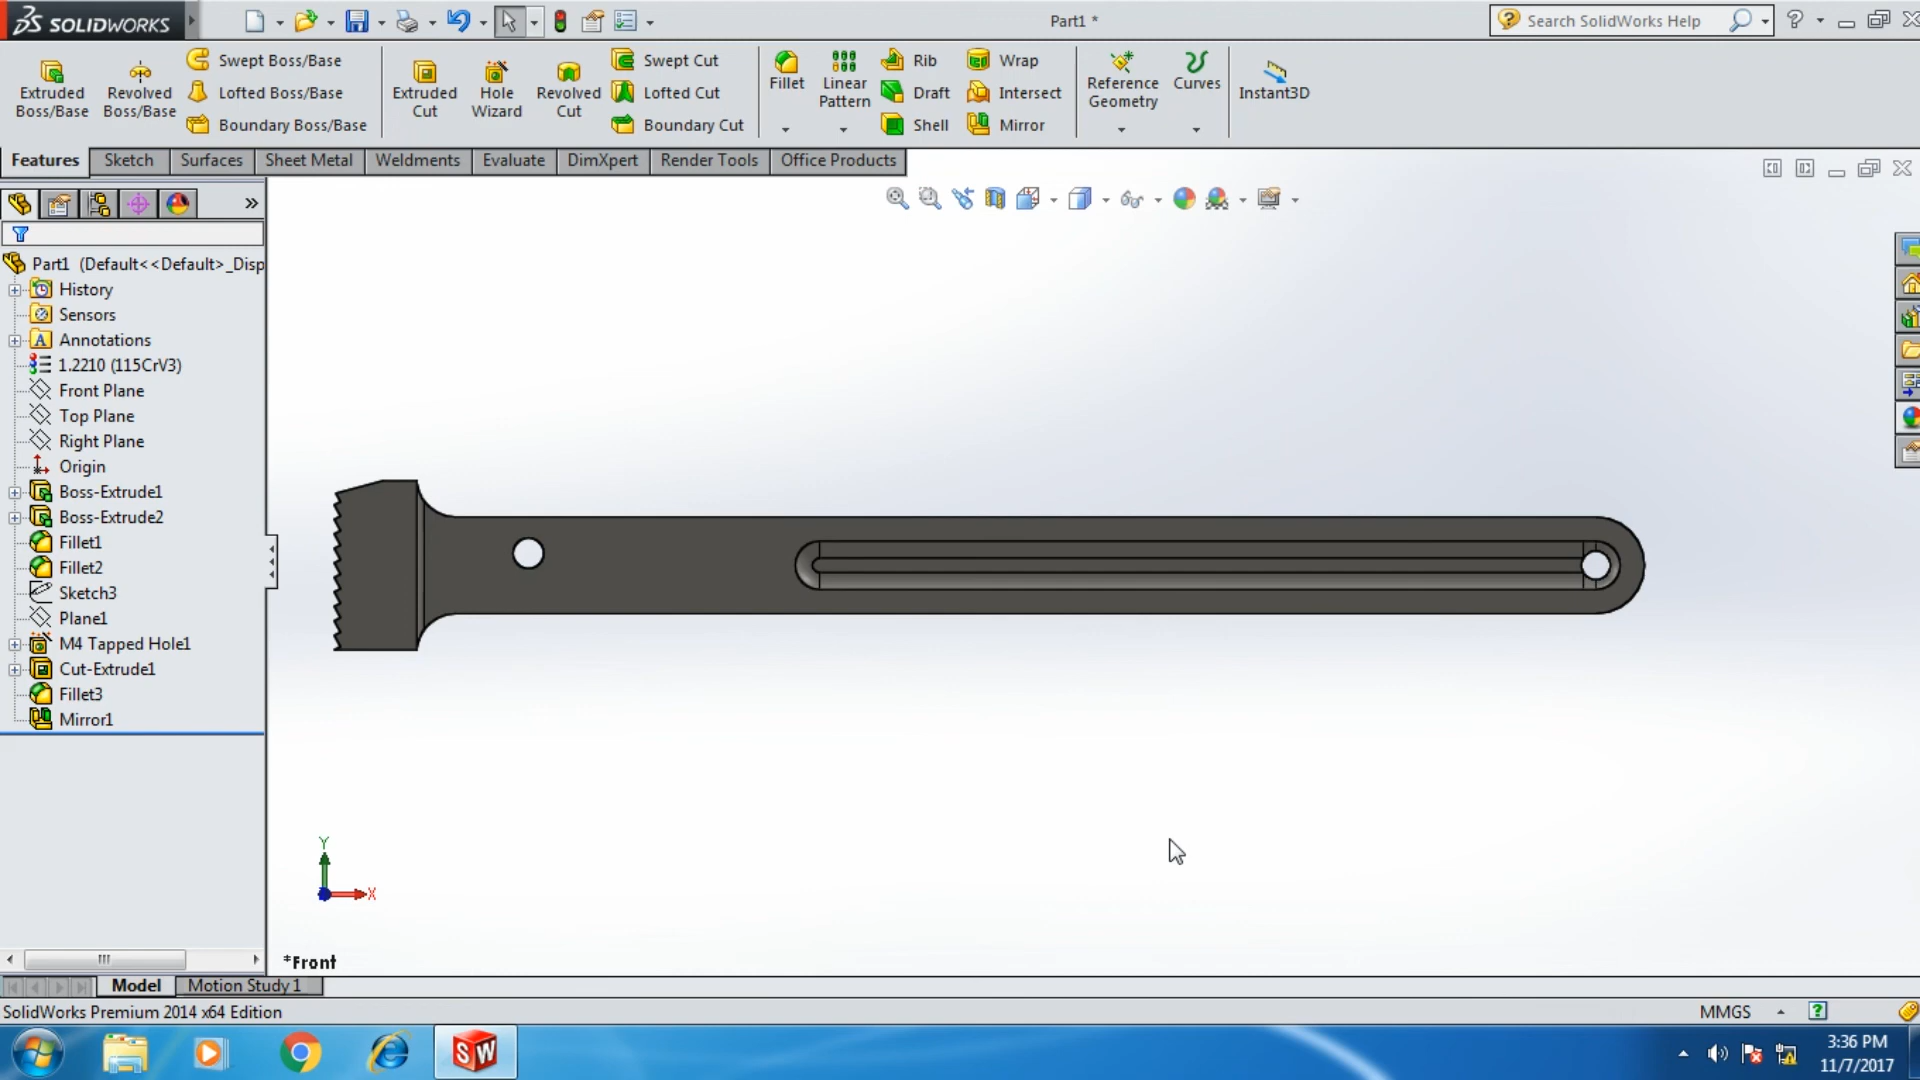 SOLIDWORKS
Part1 *
Search SolidWorks Help
Extruded
Boss/Base
Revolved
Boss/Base
Swept Boss/Base
Lofted Boss/Base
Boundary Boss/Base
Extruded
Cut
Hole
Wizard
Revolved
Cut
Swept Cut
Lofted Cut
Boundary Cut
Fillet
Linear
Pattern
Rib
Draft
Shell
Wrap
Intersect
Mirror
Reference
Geometry
Curves
Instant3D
Features Sketch Surfaces Sheet Metal Weldments Evaluate DimXpert Render Tools Office Products
Part1 (Default<<Default>_Disp
History
Sensors
Annotations
1.2210 (115CrV3)
Front Plane
Top Plane
Right Plane
Origin
Boss-Extrude1
Boss-Extrude2
Fillet1
Fillet2
Sketch3
Plane1
M4 Tapped Hole1
Cut-Extrude1
Fillet3
Mirror1
Y
X
*Front
Model Motion Study 1
SolidWorks Premium 2014 x64 Edition
MMGS
SW
3:36 PM
11/7/2017